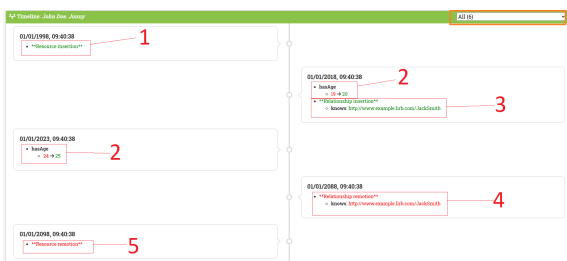 Timeline: John Doe, Jonny
All (6)
01/01/1998, 09:40:38
**Resource insertion**
1
01/01/2018, 09:40:38
hasAge
19 → 20
2
**Relationship insertion**
knows: http://www.example.lirb.com/JackSmith
3
01/01/2023, 09:40:38
hasAge
24 → 25
2
01/01/2088, 09:40:38
**Relationship remotion**
knows: http://www.example.lirb.com/JackSmith
4
01/01/2098, 09:40:38
**Resource remotion**
5